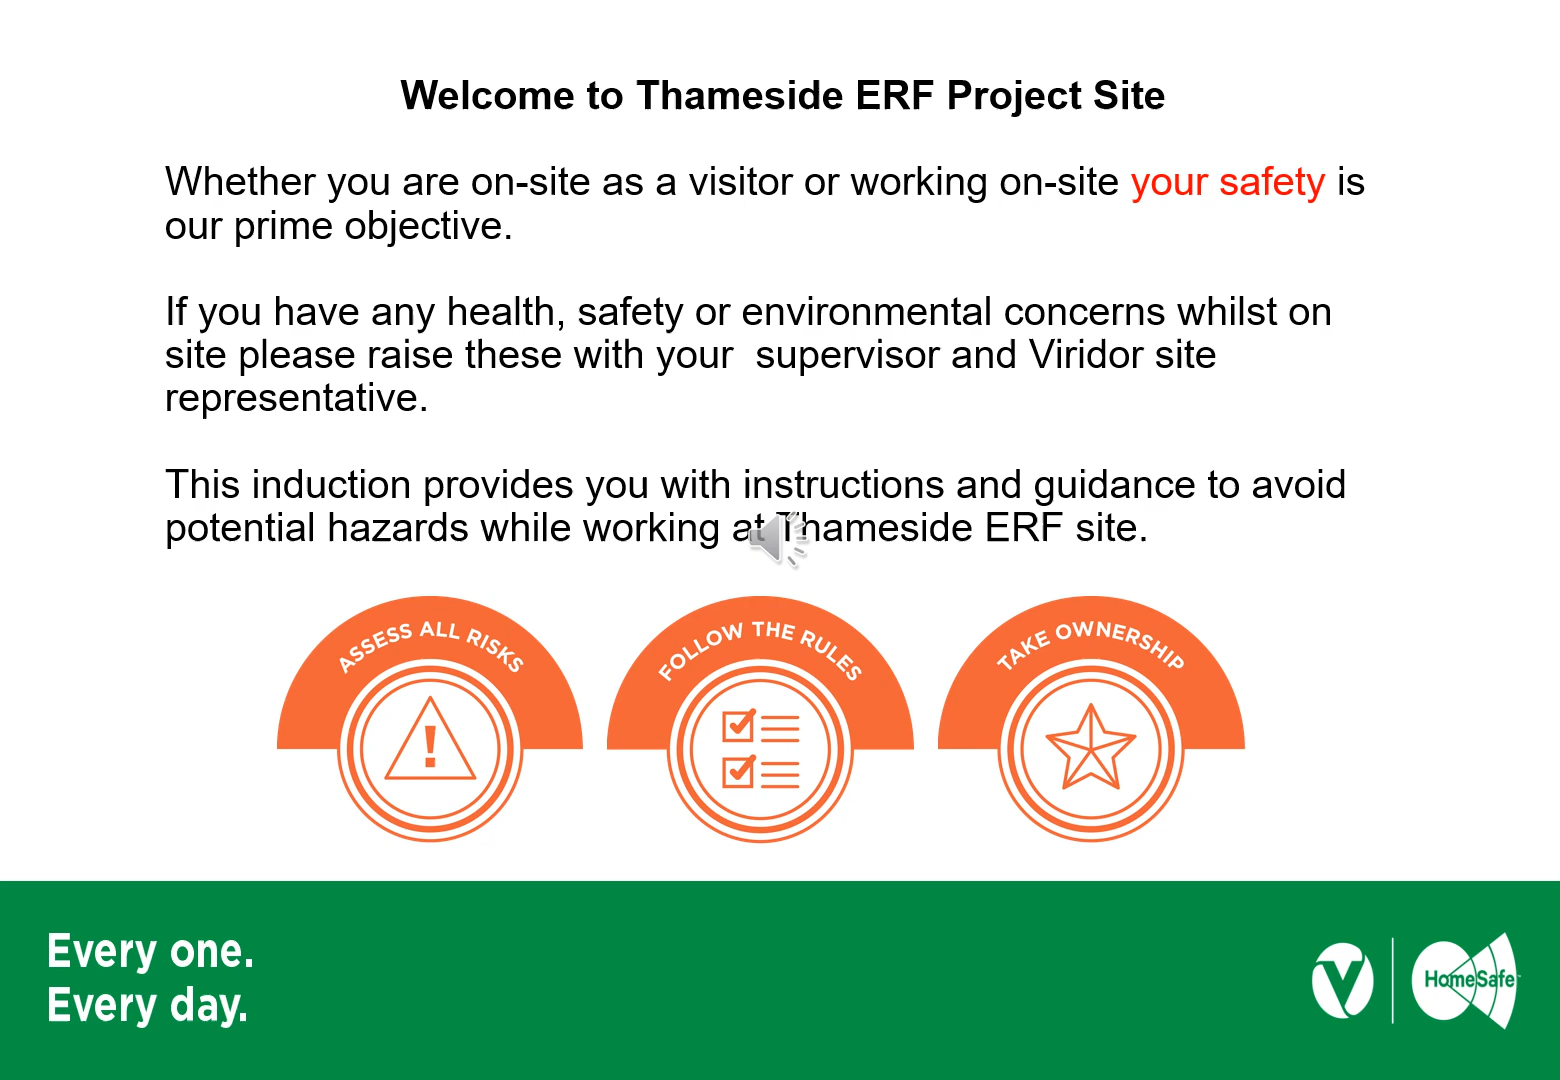 Welcome to Thameside ERF Project Site
Whether you are on-site as a visitor or working on-site your safety is
our prime objective.
If you have any health, safety or environmental concerns whilst on
site please raise these with your  supervisor and Viridor site
representative.
This induction provides you with instructions and guidance to avoid
potential hazards while working at Thameside ERF site.
ASSESS ALL RISKS
FOLLOW THE RULES
TAKE OWNERSHIP
!
Every one.
Every day.
V
HomeSafe™